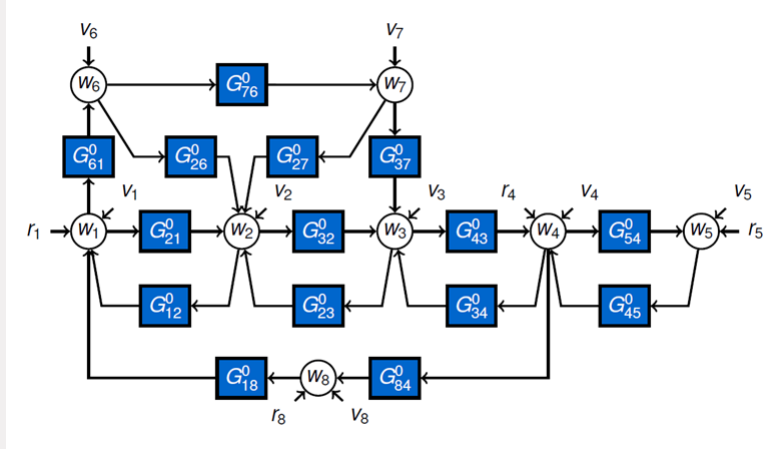 v6 v7
w6 G⁰76 w7
G⁰61 G⁰26 G⁰27 G⁰37
v1 v2 v3 r4 v4 v5
r1 w1 G⁰21 w2 G⁰32 w3 G⁰43 w4 G⁰54 w5 r5
G⁰12 G⁰23 G⁰34 G⁰45
G⁰18 w8 G⁰84
r8 v8